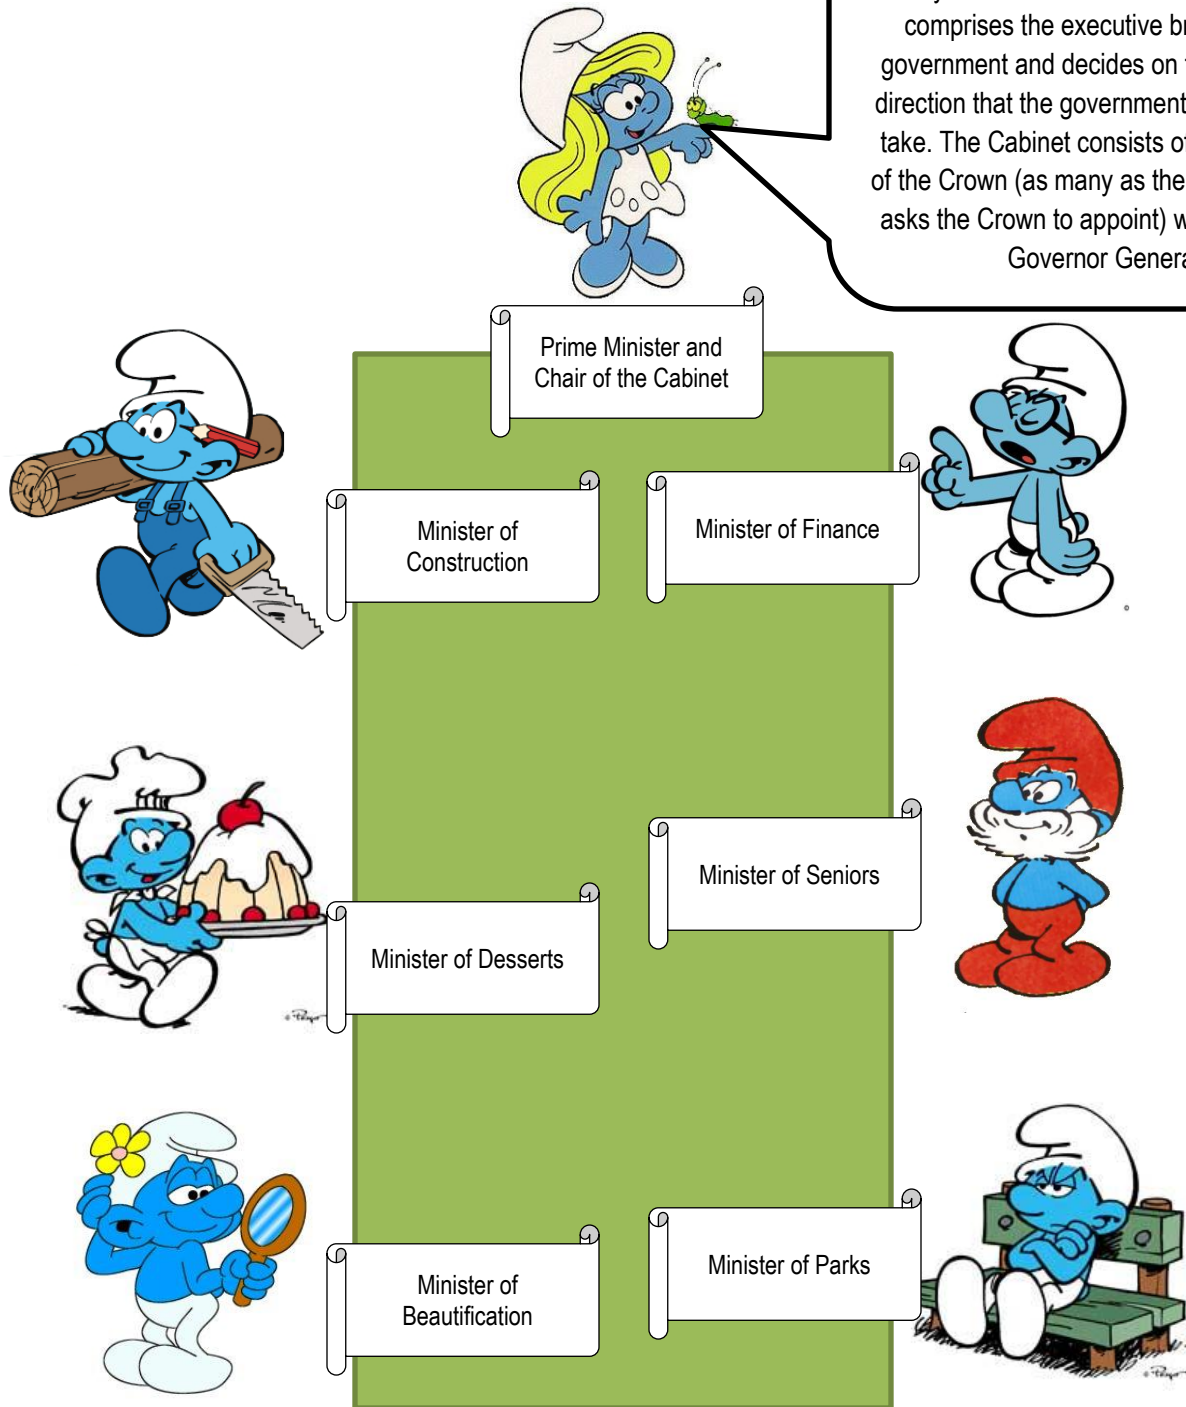 comprises the executive
government and decides on
direction that the government
take. The Cabinet consists
of the Crown (as many as the
asks the Crown to appoint)
Governor
Prime Minister and
Chair of the Cabinet
Minister of
Construction
Minister of Finance
Minister of Seniors
Minister of Desserts
Minister of Parks
Minister of
Beautification